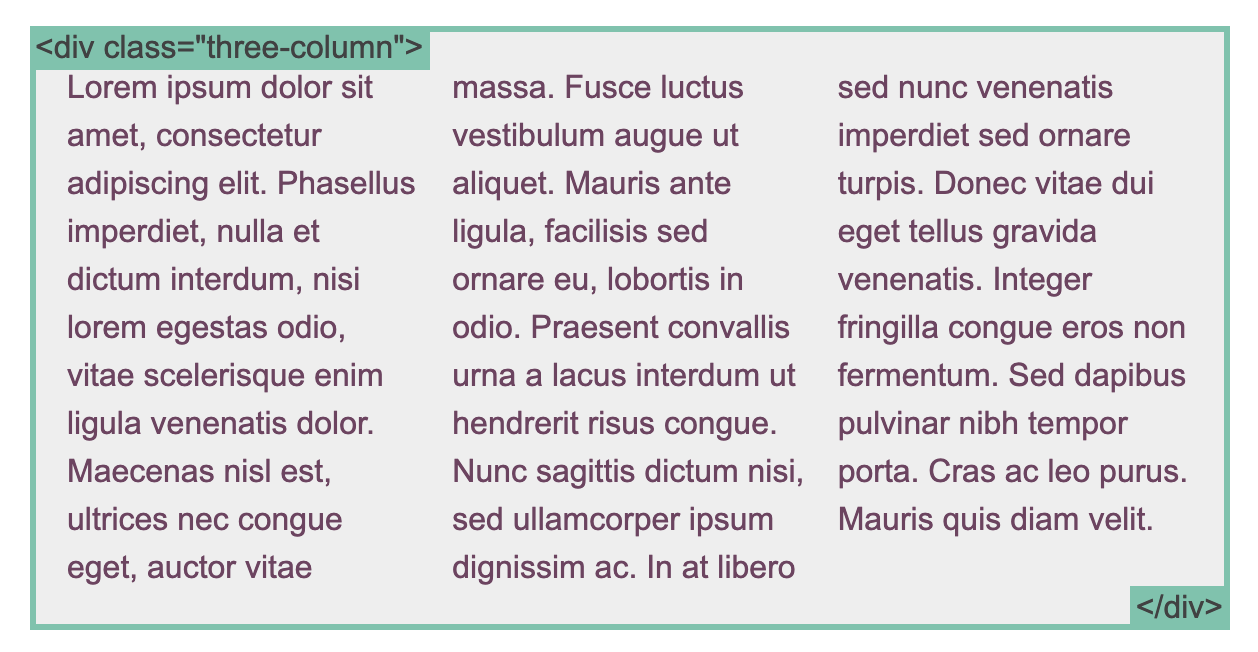 <div class="three-column">
Lorem ipsum dolor sit
amet, consectetur
adipiscing elit. Phasellus
imperdiet, nulla et
dictum interdum, nisi
lorem egestas odio,
vitae scelerisque enim
ligula venenatis dolor.
Maecenas nisl est,
ultrices nec congue
eget, auctor vitae
massa. Fusce luctus
vestibulum augue ut
aliquet. Mauris ante
ligula, facilisis sed
ornare eu, lobortis in
odio. Praesent convallis
urna a lacus interdum ut
hendrerit risus congue.
Nunc sagittis dictum nisi,
sed ullamcorper ipsum
dignissim ac. In at libero
sed nunc venenatis
imperdiet sed ornare
turpis. Donec vitae dui
eget tellus gravida
venenatis. Integer
fringilla congue eros non
fermentum. Sed dapibus
pulvinar nibh tempor
porta. Cras ac leo purus.
Mauris quis diam velit.
</div>